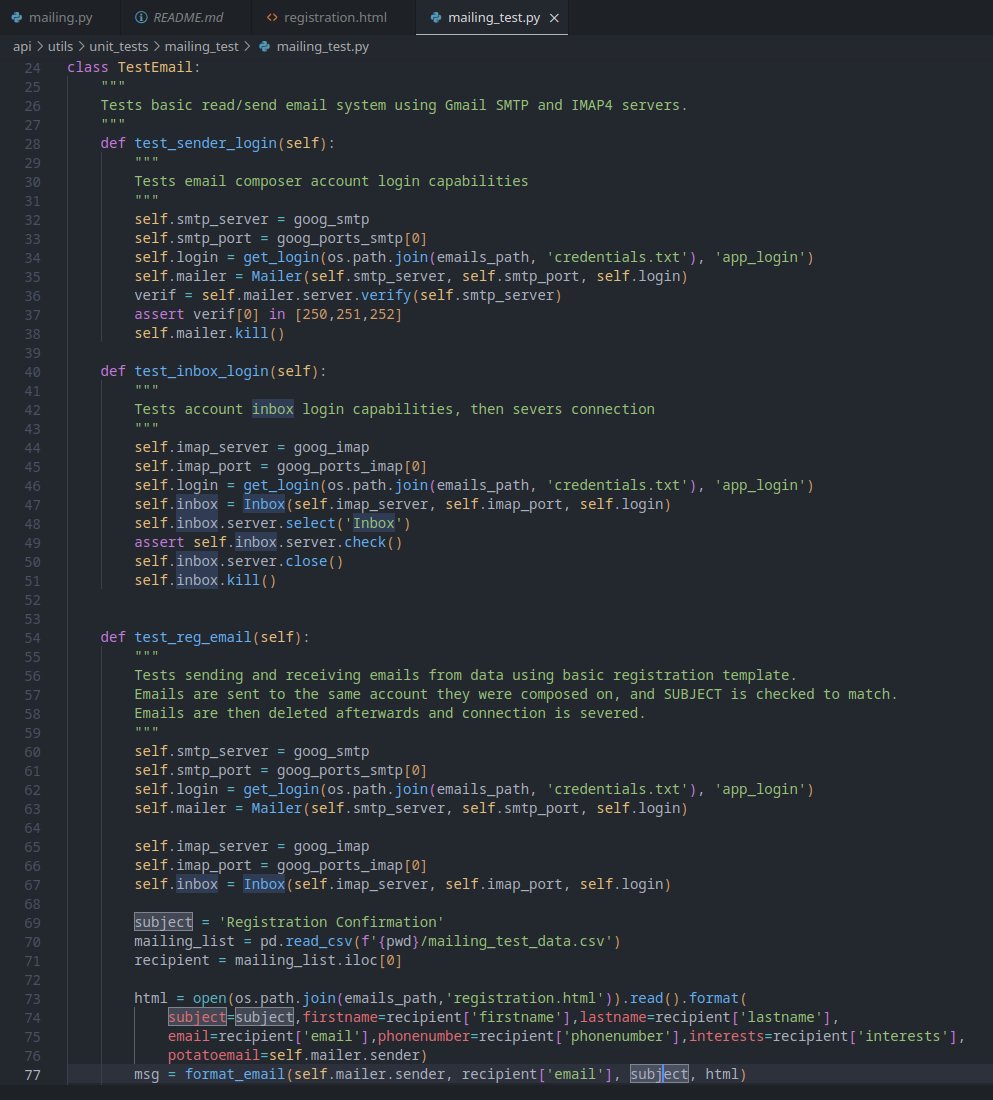 mailing.py README.md registration.html mailing_test.py
api > utils > unit_tests > mailing_test > mailing_test.py
24 class TestEmail:
25     """
26     Tests basic read/send email system using Gmail SMTP and IMAP4 servers.
27     """
28     def test_sender_login(self):
29         """
30         Tests email composer account login capabilities
31         """
32         self.smtp_server = goog_smtp
33         self.smtp_port = goog_ports_smtp[0]
34         self.login = get_login(os.path.join(emails_path, 'credentials.txt'), 'app_login')
35         self.mailer = Mailer(self.smtp_server, self.smtp_port, self.login)
36         verif = self.mailer.server.verify(self.smtp_server)
37         assert verif[0] in [250,251,252]
38         self.mailer.kill()
39
40     def test_inbox_login(self):
41         """
42         Tests account inbox login capabilities, then severs connection
43         """
44         self.imap_server = goog_imap
45         self.imap_port = goog_ports_imap[0]
46         self.login = get_login(os.path.join(emails_path, 'credentials.txt'), 'app_login')
47         self.inbox = Inbox(self.imap_server, self.imap_port, self.login)
48         self.inbox.server.select('Inbox')
49         assert self.inbox.server.check()
50         self.inbox.server.close()
51         self.inbox.kill()
52
53
54     def test_reg_email(self):
55         """
56         Tests sending and receiving emails from data using basic registration template.
57         Emails are sent to the same account they were composed on, and SUBJECT is checked to match.
58         Emails are then deleted afterwards and connection is severed.
59         """
60         self.smtp_server = goog_smtp
61         self.smtp_port = goog_ports_smtp[0]
62         self.login = get_login(os.path.join(emails_path, 'credentials.txt'), 'app_login')
63         self.mailer = Mailer(self.smtp_server, self.smtp_port, self.login)
64
65         self.imap_server = goog_imap
66         self.imap_port = goog_ports_imap[0]
67         self.inbox = Inbox(self.imap_server, self.imap_port, self.login)
68
69         subject = 'Registration Confirmation'
70         mailing_list = pd.read_csv(f'{pwd}/mailing_test_data.csv')
71         recipient = mailing_list.iloc[0]
72
73         html = open(os.path.join(emails_path,'registration.html')).read().format(
74             subject=subject,firstname=recipient['firstname'],lastname=recipient['lastname'],
75             email=recipient['email'],phonenumber=recipient['phonenumber'],interests=recipient['interests'],
76             potatoemail=self.mailer.sender)
77         msg = format_email(self.mailer.sender, recipient['email'], subject, html)